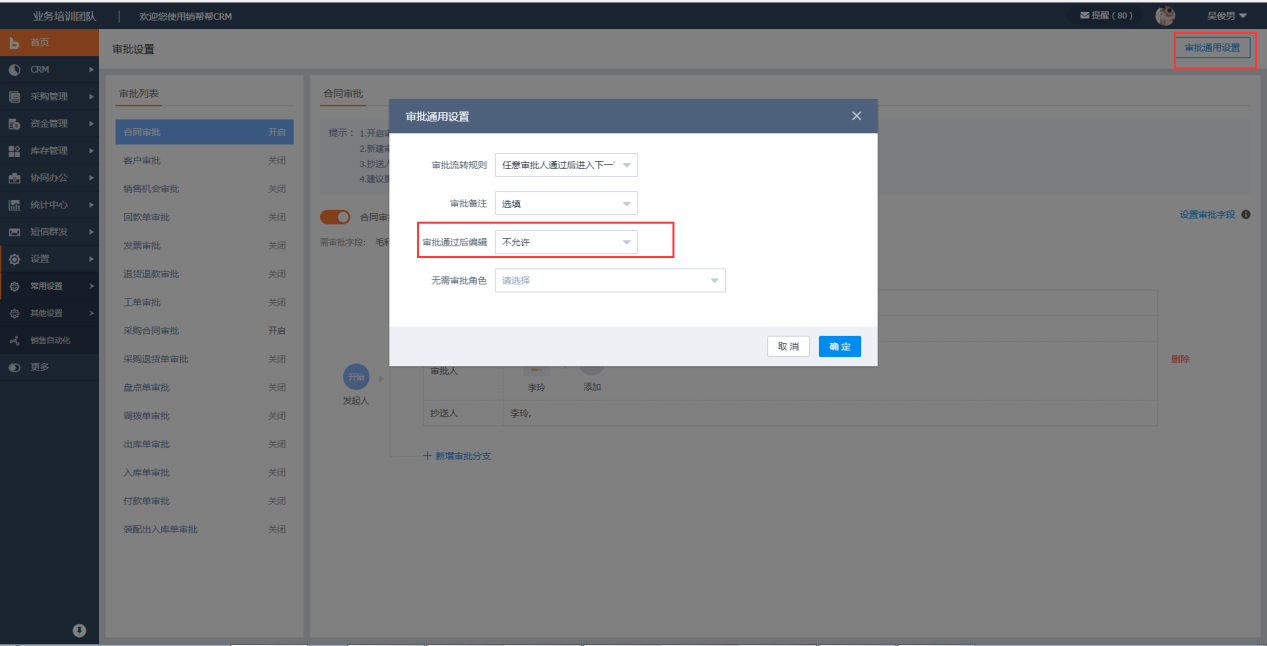 业务培训团队 | 欢迎您使用销帮帮CRM
提醒 ( 80 )
吴俊男
首页
CRM
采购管理
资金管理
库存管理
协同办公
统计中心
短信群发
设置
常用设置
其他设置
销售自动化
更多
审批设置
审批通用设置
审批列表
合同审批 开启
客户审批 关闭
销售机会审批 关闭
回款单审批 关闭
发票审批 关闭
退货退款审批 关闭
工单审批 关闭
采购合同审批 开启
采购退货单审批 关闭
盘点单审批 关闭
调拨单审批 关闭
出库单审批 关闭
入库单审批 关闭
付款单审批 关闭
装配出入库单审批 关闭
合同审批
提示：1.开启
2.新建
3.抄送人
4.建议
合同审
设置审批字段
需审批字段: 毛利
审批通用设置
审批流转规则 任意审批人通过后进入下一
审批备注 选填
审批通过后编辑 不允许
无需审批角色 请选择
取消 确定
开始
发起人
审批人
李玲 添加
抄送人 李玲,
删除
新增审批分支